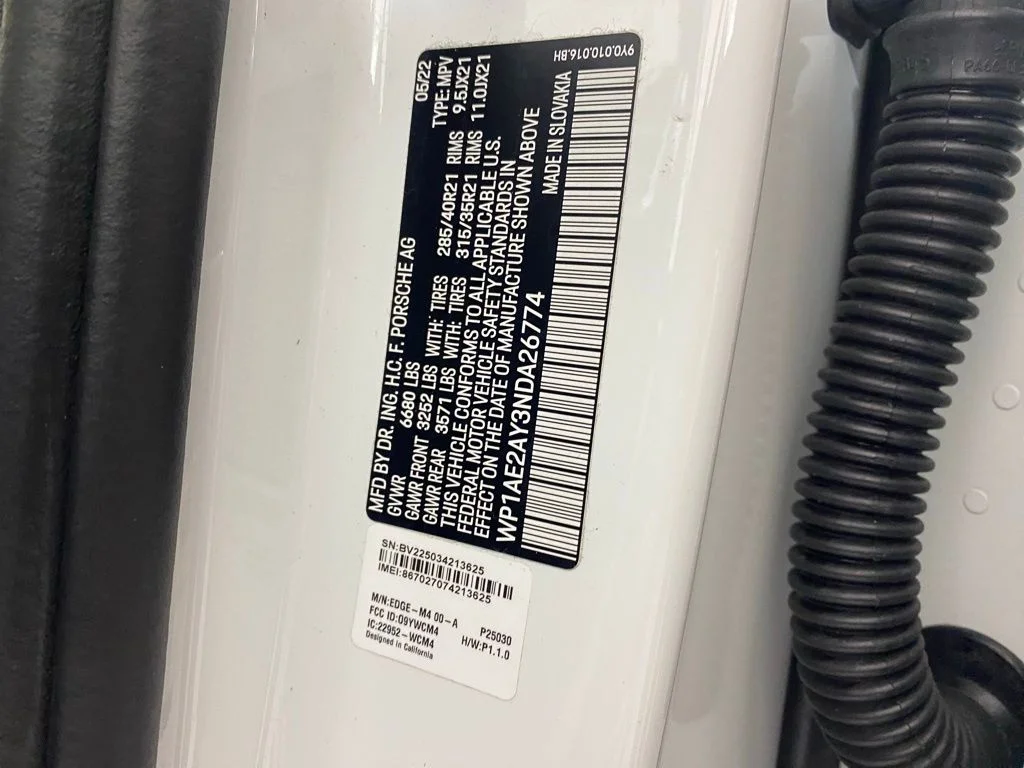 MFD BY DR. ING. H.C. F. PORSCHE AG 05/22
GVWR 6680 LBS TYPE: MPV
GAWR FRONT 3252 LBS WITH: TIRES 285/40R21 RIMS 9.5JX21
GAWR REAR 3571 LBS WITH: TIRES 315/35R21 RIMS 11.0JX21
THIS VEHICLE CONFORMS TO ALL APPLICABLE U.S.
FEDERAL MOTOR VEHICLE SAFETY STANDARDS IN
EFFECT ON THE DATE OF MANUFACTURE SHOWN ABOVE
WP1AE2AY3NDA26774 MADE IN SLOVAKIA
9Y0.010.016.BH
SN:BV225034213625
IMEI:867027074213625
M/N:EDGE-M4 00-A P25030
FCC ID:O9YWCM4 H/W:P1.1.0
IC:22952-WCM4
Designed in California